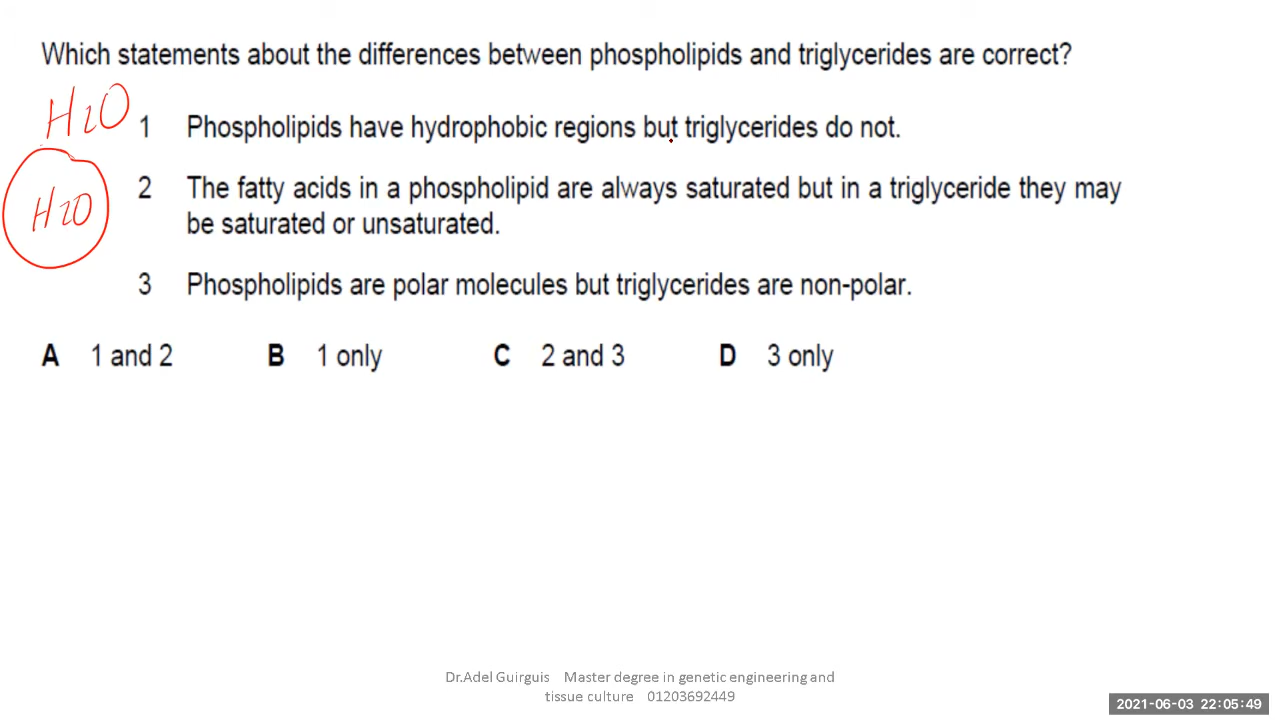 Which statements about the differences between phospholipids and triglycerides are correct?
H2O
1 Phospholipids have hydrophobic regions but triglycerides do not.
H2O
2 The fatty acids in a phospholipid are always saturated but in a triglyceride they may
be saturated or unsaturated.
3 Phospholipids are polar molecules but triglycerides are non-polar.
A 1 and 2 B 1 only C 2 and 3 D 3 only
Dr.Adel Guirguis Master degree in genetic engineering and
tissue culture 01203692449
2021-06-03 22:05:49